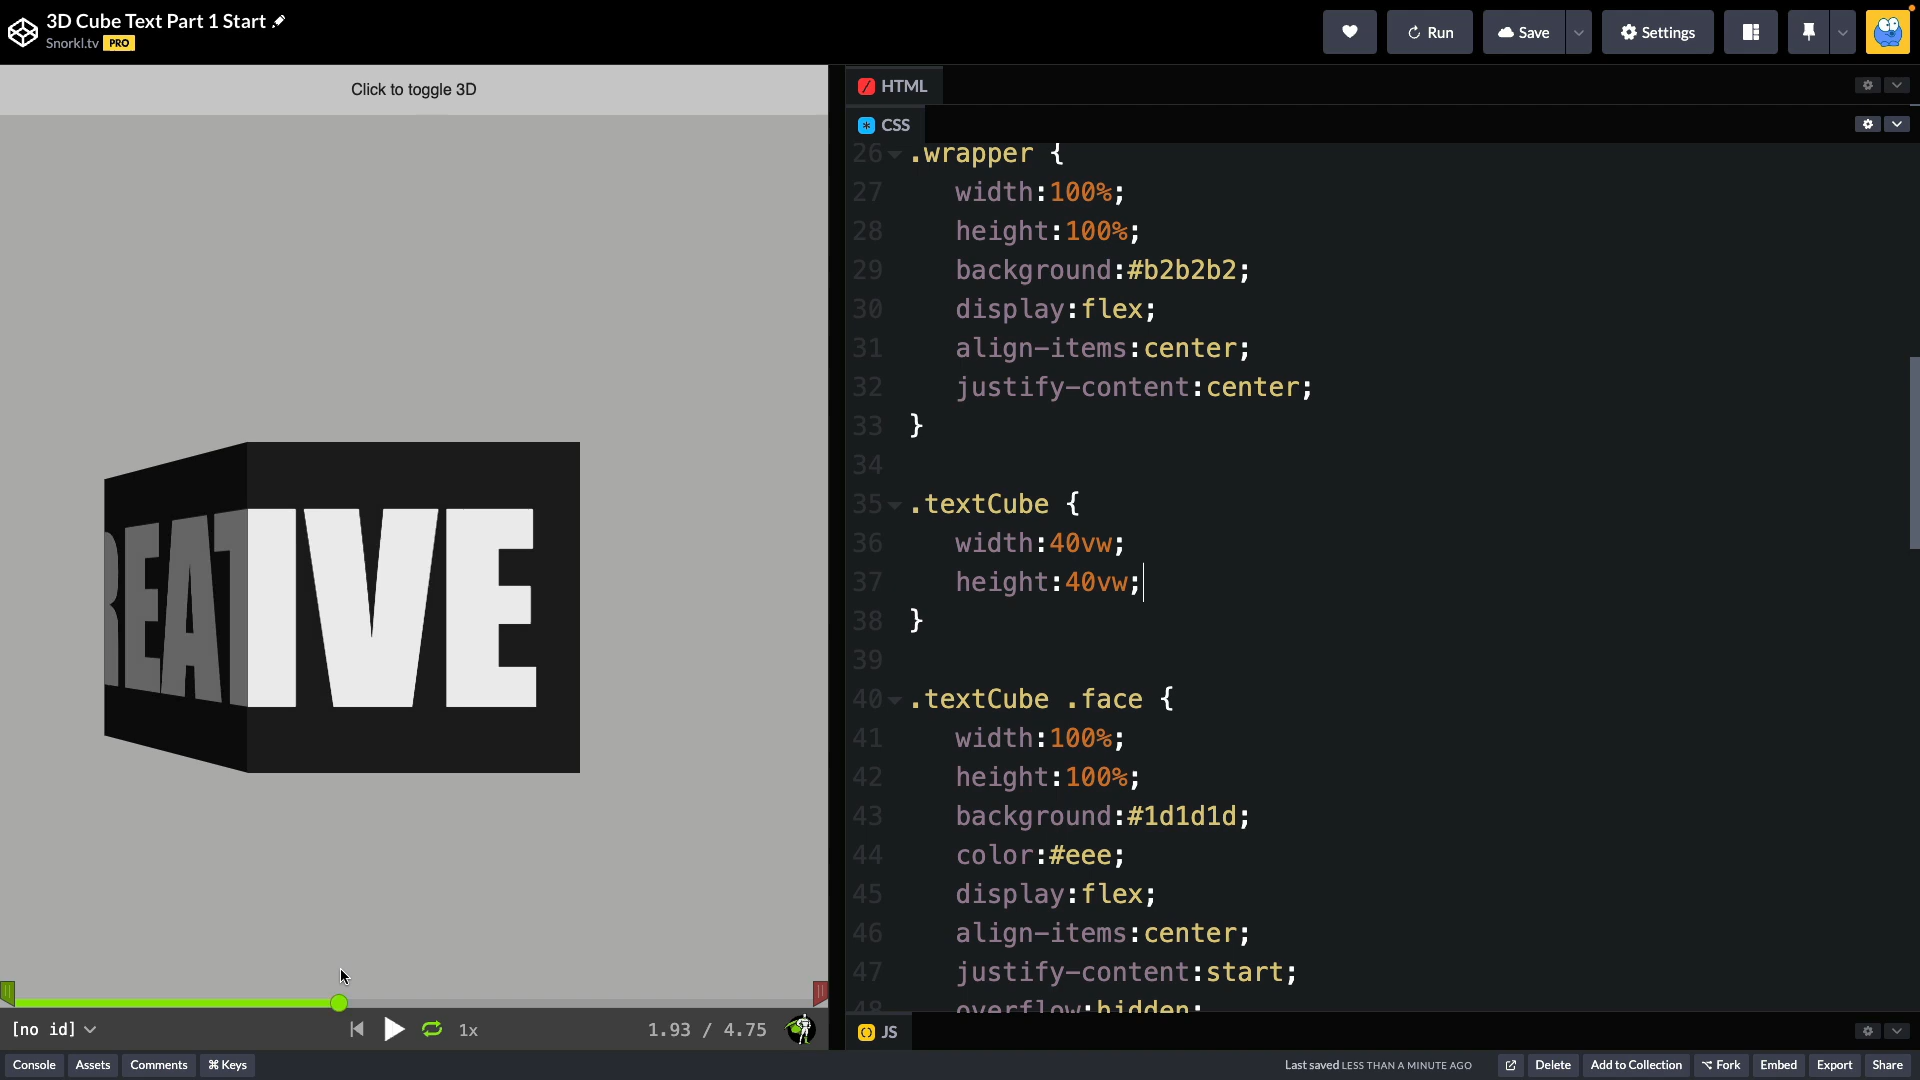 3D Cube Text Part 1 Start
Snorkl.tv PRO
Run
Save
Settings
Click to toggle 3D
REATIVE
[no id]
1x
1.93 / 4.75
HTML
CSS
26 .wrapper {
27 width:100%;
28 height:100%;
29 background:#b2b2b2;
30 display:flex;
31 align-items:center;
32 justify-content:center;
33 }
34
35 .textCube {
36 width:40vw;
37 height:40vw;
38 }
39
40 .textCube .face {
41 width:100%;
42 height:100%;
43 background:#1d1d1d;
44 color:#eee;
45 display:flex;
46 align-items:center;
47 justify-content:start;
48 overflow:hidden;
JS
Console Assets Comments ⌘ Keys
Last saved LESS THAN A MINUTE AGO Delete Add to Collection ⌥ Fork Embed Export Share